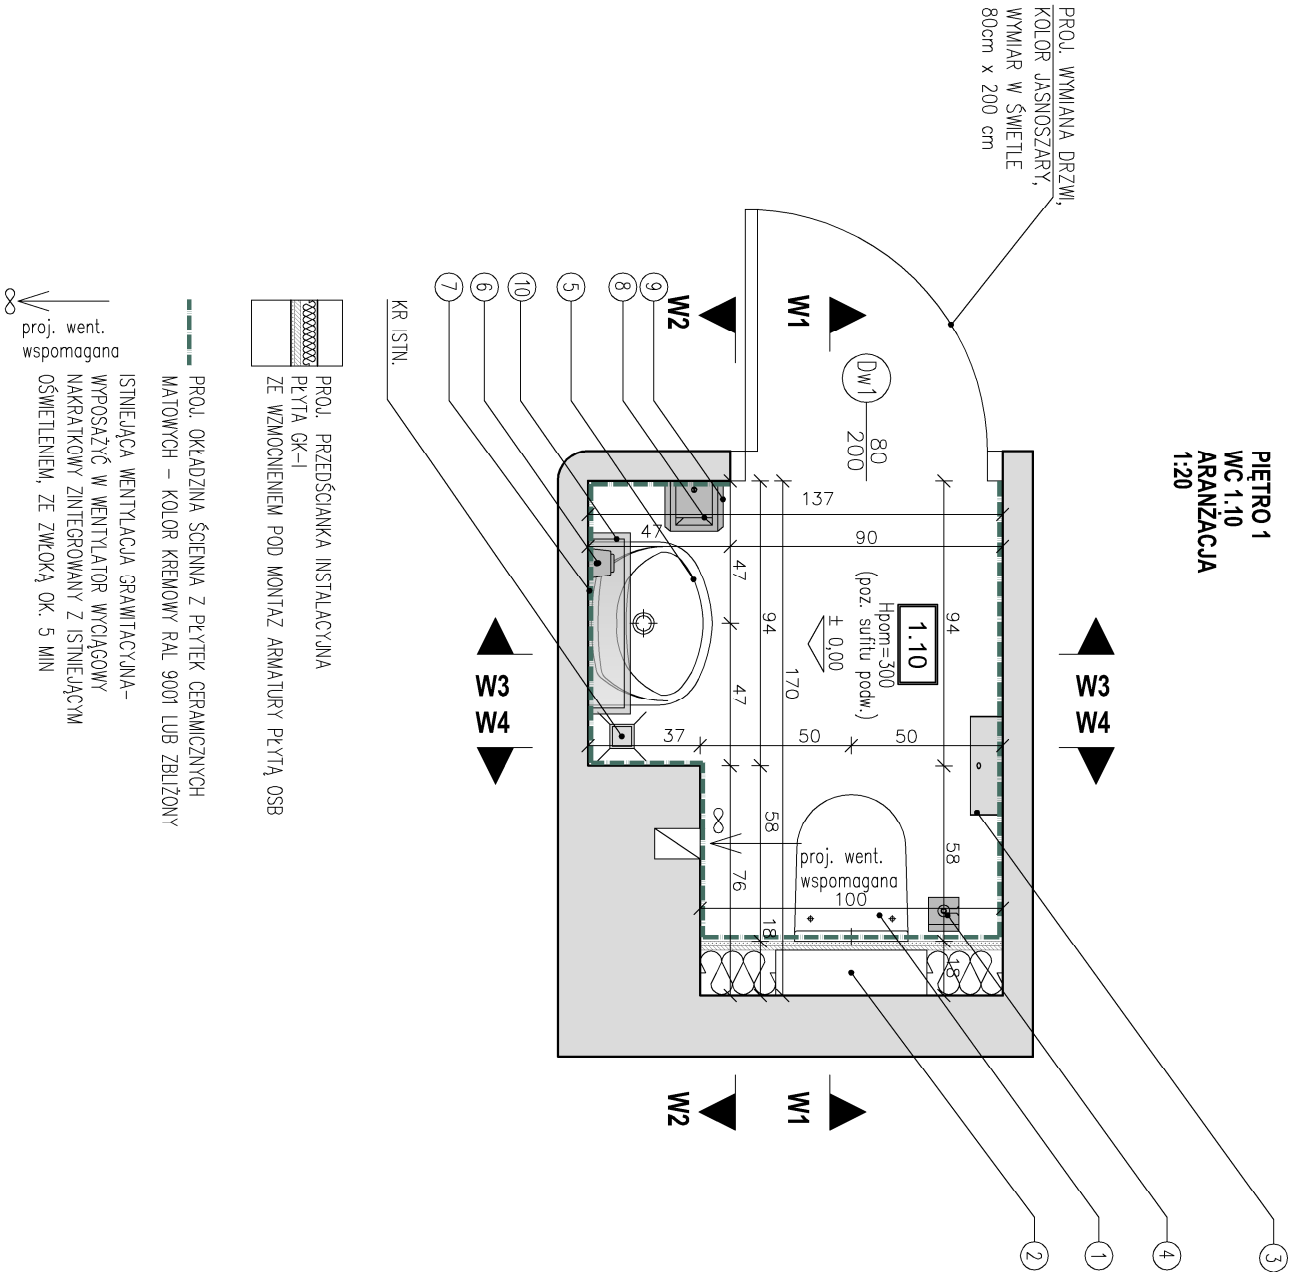 PIĘTRO 1
WC 1.10
ARANŻACJA
1:20
PROJ. WYMIANA DRZWI,
KOLOR JASNOSZARY,
WYMIAR W ŚWIETLE
80cm x 200 cm
Dw1
80
200
W1
W2
W3
W4
W3
W4
W1
W2
1.10
Hpom=300
(poz. sufitu podw.)
± 0,00
137
90
47
47
47
94
94
170
37
50
50
58
58
76
100
18
18
proj. went.
wspomagana
9
8
5
10
6
7
KR ISTN.
3
4
1
2
PROJ. PRZEDŚCIANKA INSTALACYJNA
PŁYTA GK-I
ZE WZMOCNIENIEM POD MONTAŻ ARMATURY PŁYTĄ OSB
PROJ. OKŁADZINA ŚCIENNA Z PŁYTEK CERAMICZNYCH
MATOWYCH - KOLOR KREMOWY RAL 9001 LUB ZBLIŻONY
proj. went.
wspomagana
ISTNIEJĄCA WENTYLACJA GRAWITACYJNA-
WYPOSAŻYĆ W WENTYLATOR WYCIĄGOWY
NAKRATKOWY ZINTEGROWANY Z ISTNIEJĄCYM
OŚWIETLENIEM, ZE ZWŁOKĄ OK. 5 MIN